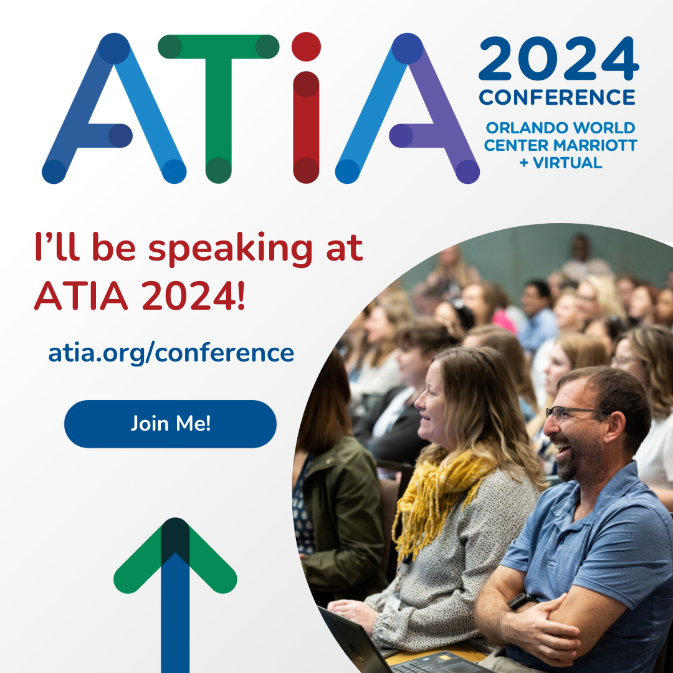 ATiA
2024
CONFERENCE
ORLANDO WORLD
CENTER MARRIOTT
+ VIRTUAL
I'll be speaking at
ATIA 2024!
atia.org/conference
Join Me!